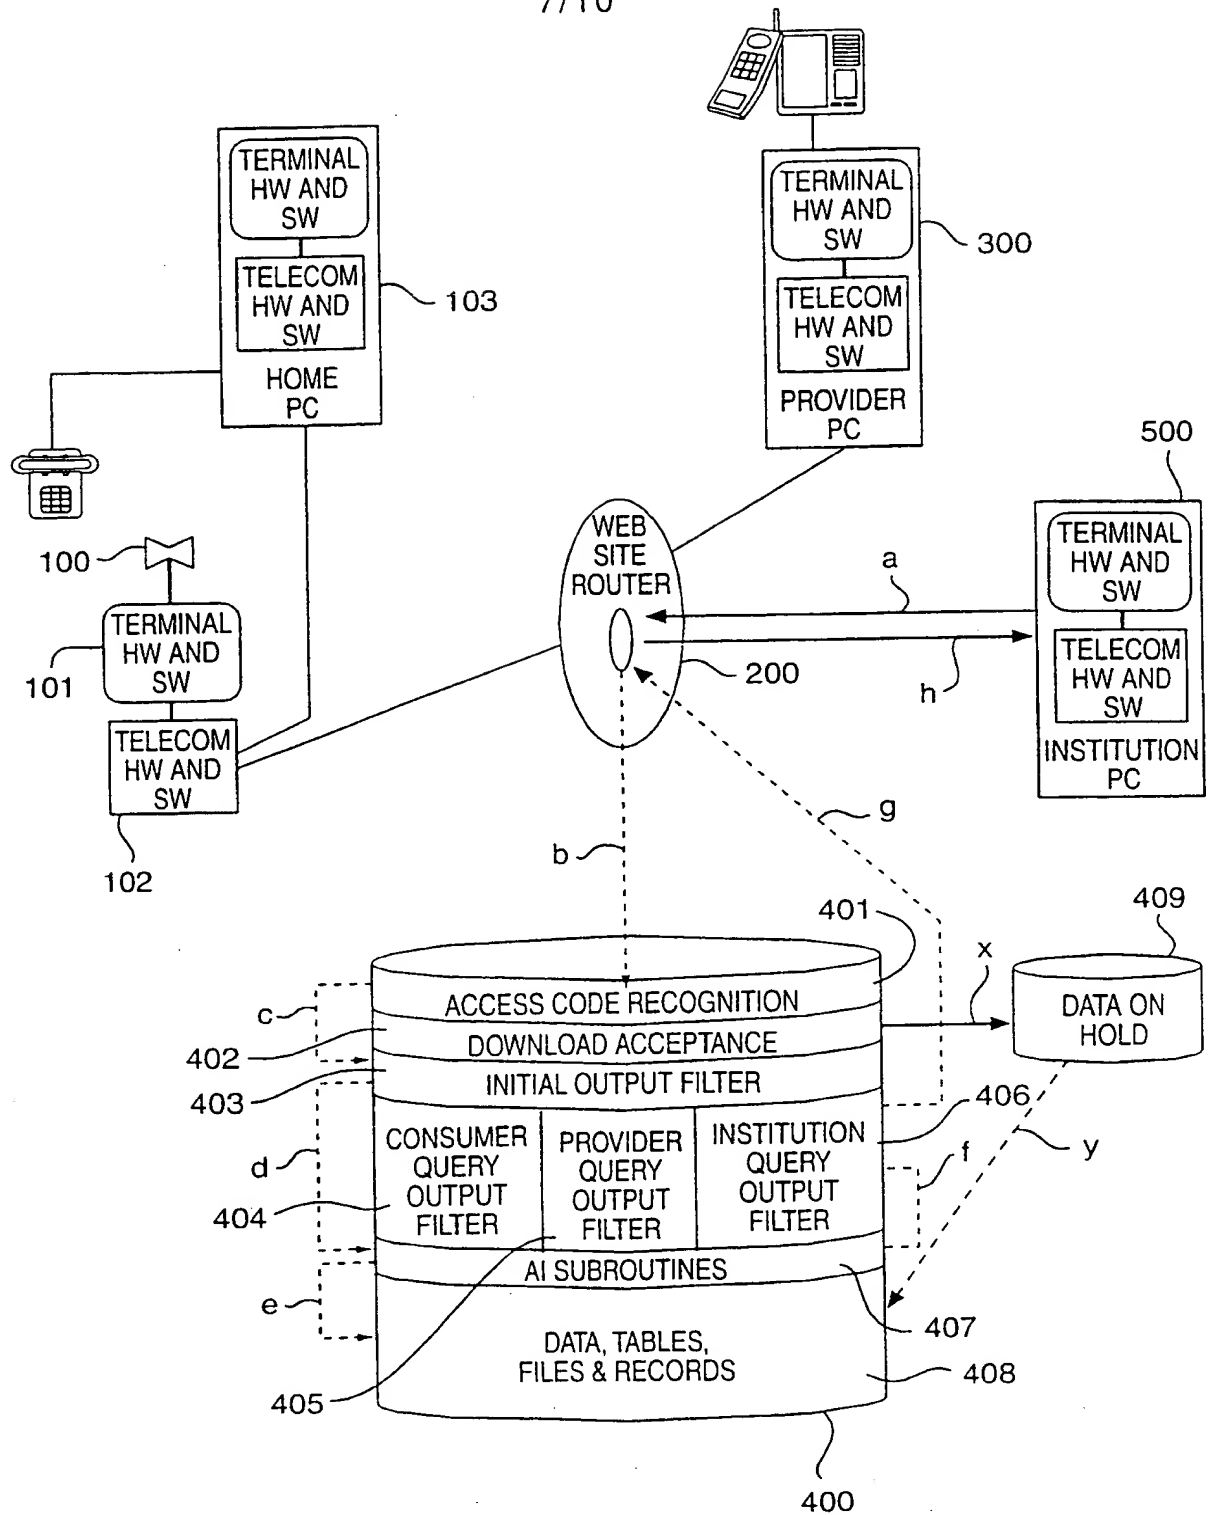 7/10
TERMINAL
HW AND
SW
TELECOM
HW AND
SW
HOME
PC
103
TERMINAL
HW AND
SW
TELECOM
HW AND
SW
PROVIDER
PC
300
500
TERMINAL
HW AND
SW
TELECOM
HW AND
SW
INSTITUTION
PC
100
TERMINAL
HW AND
SW
101
TELECOM
HW AND
SW
102
WEB
SITE
ROUTER
200
a
h
g
b
401
409
x
DATA ON
HOLD
c
ACCESS CODE RECOGNITION
402
DOWNLOAD ACCEPTANCE
403
INITIAL OUTPUT FILTER
406
d
CONSUMER
QUERY
OUTPUT
FILTER
PROVIDER
QUERY
OUTPUT
FILTER
INSTITUTION
QUERY
OUTPUT
FILTER
f
y
404
AI SUBROUTINES
e
407
DATA, TABLES,
FILES & RECORDS
408
405
400